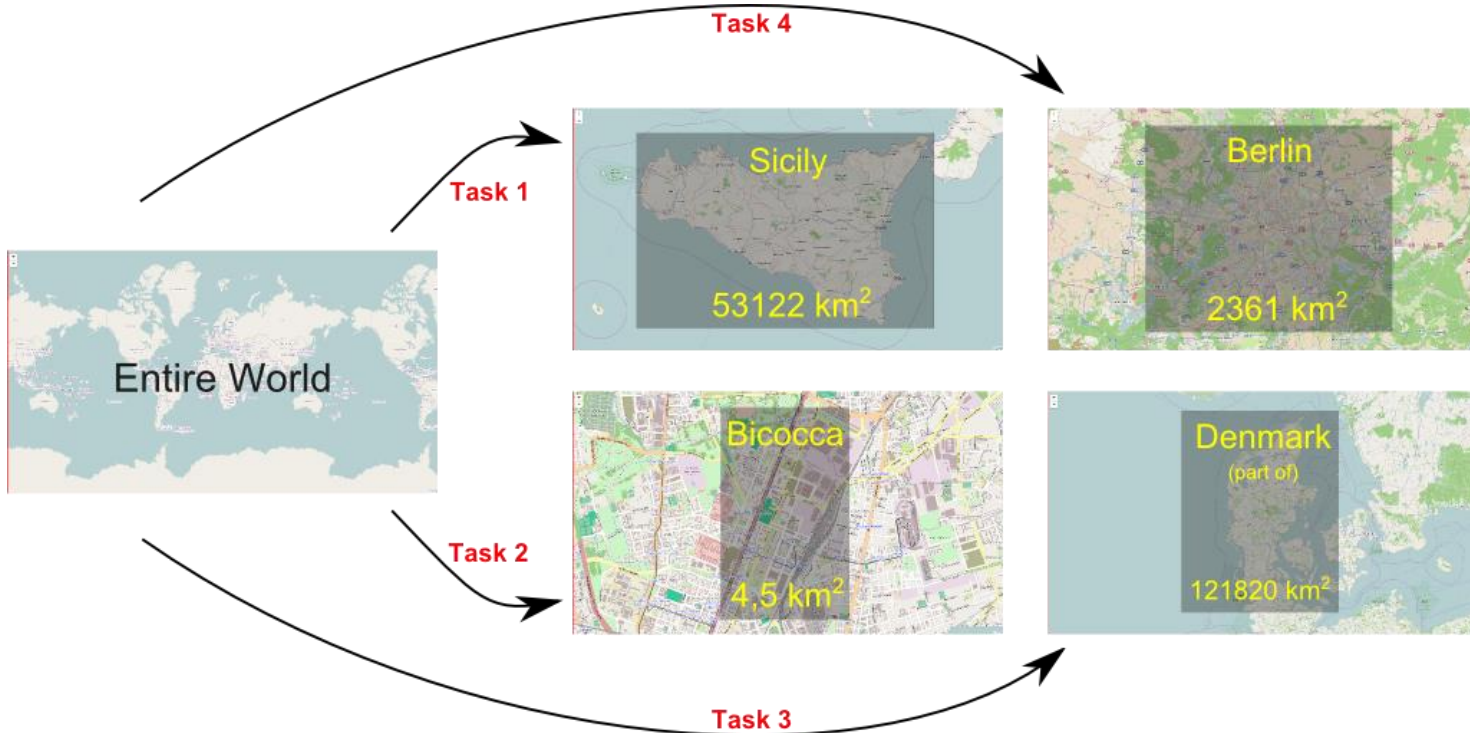 Task 4
Task 1
Sicily
53122 km²
Berlin
2361 km²
Entire World
Bicocca
4,5 km²
Denmark
(part of)
121820 km²
Task 2
Task 3